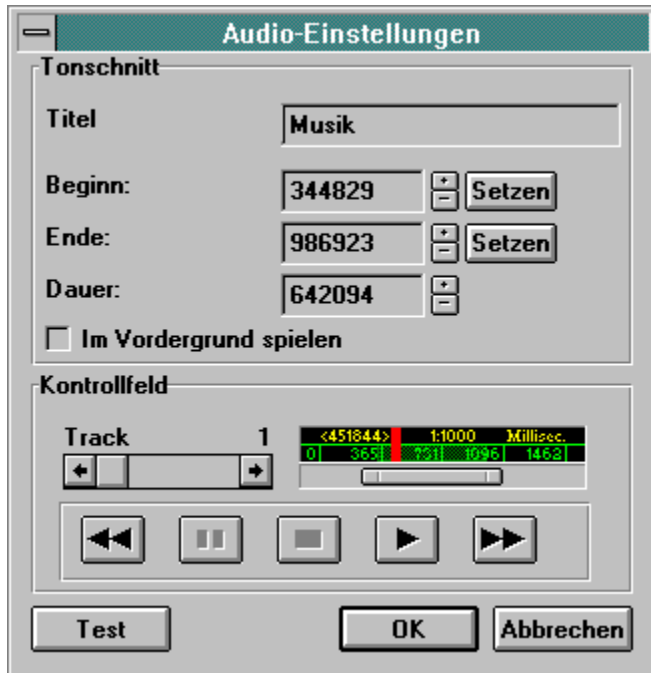 Audio-Einstellungen
Tonschnitt
Titel Musik
Beginn: 344829 + − Setzen
Ende: 986923 + − Setzen
Dauer: 642094 + −
Im Vordergrund spielen
Kontrollfeld
Track 1
<451844> 1:1000 Millisec.
0 365 731 1096 1462
Test OK Abbrechen